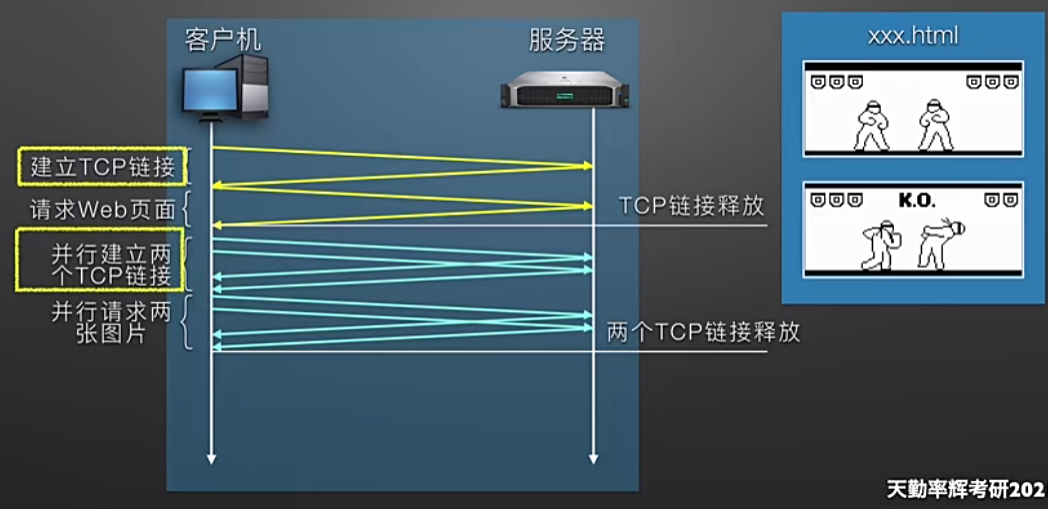 客户机
服务器
xxx.html
建立TCP链接
请求Web页面
TCP链接释放
K.O.
并行建立两
个TCP链接
并行请求两
张图片
两个TCP链接释放
天勤率辉考研202